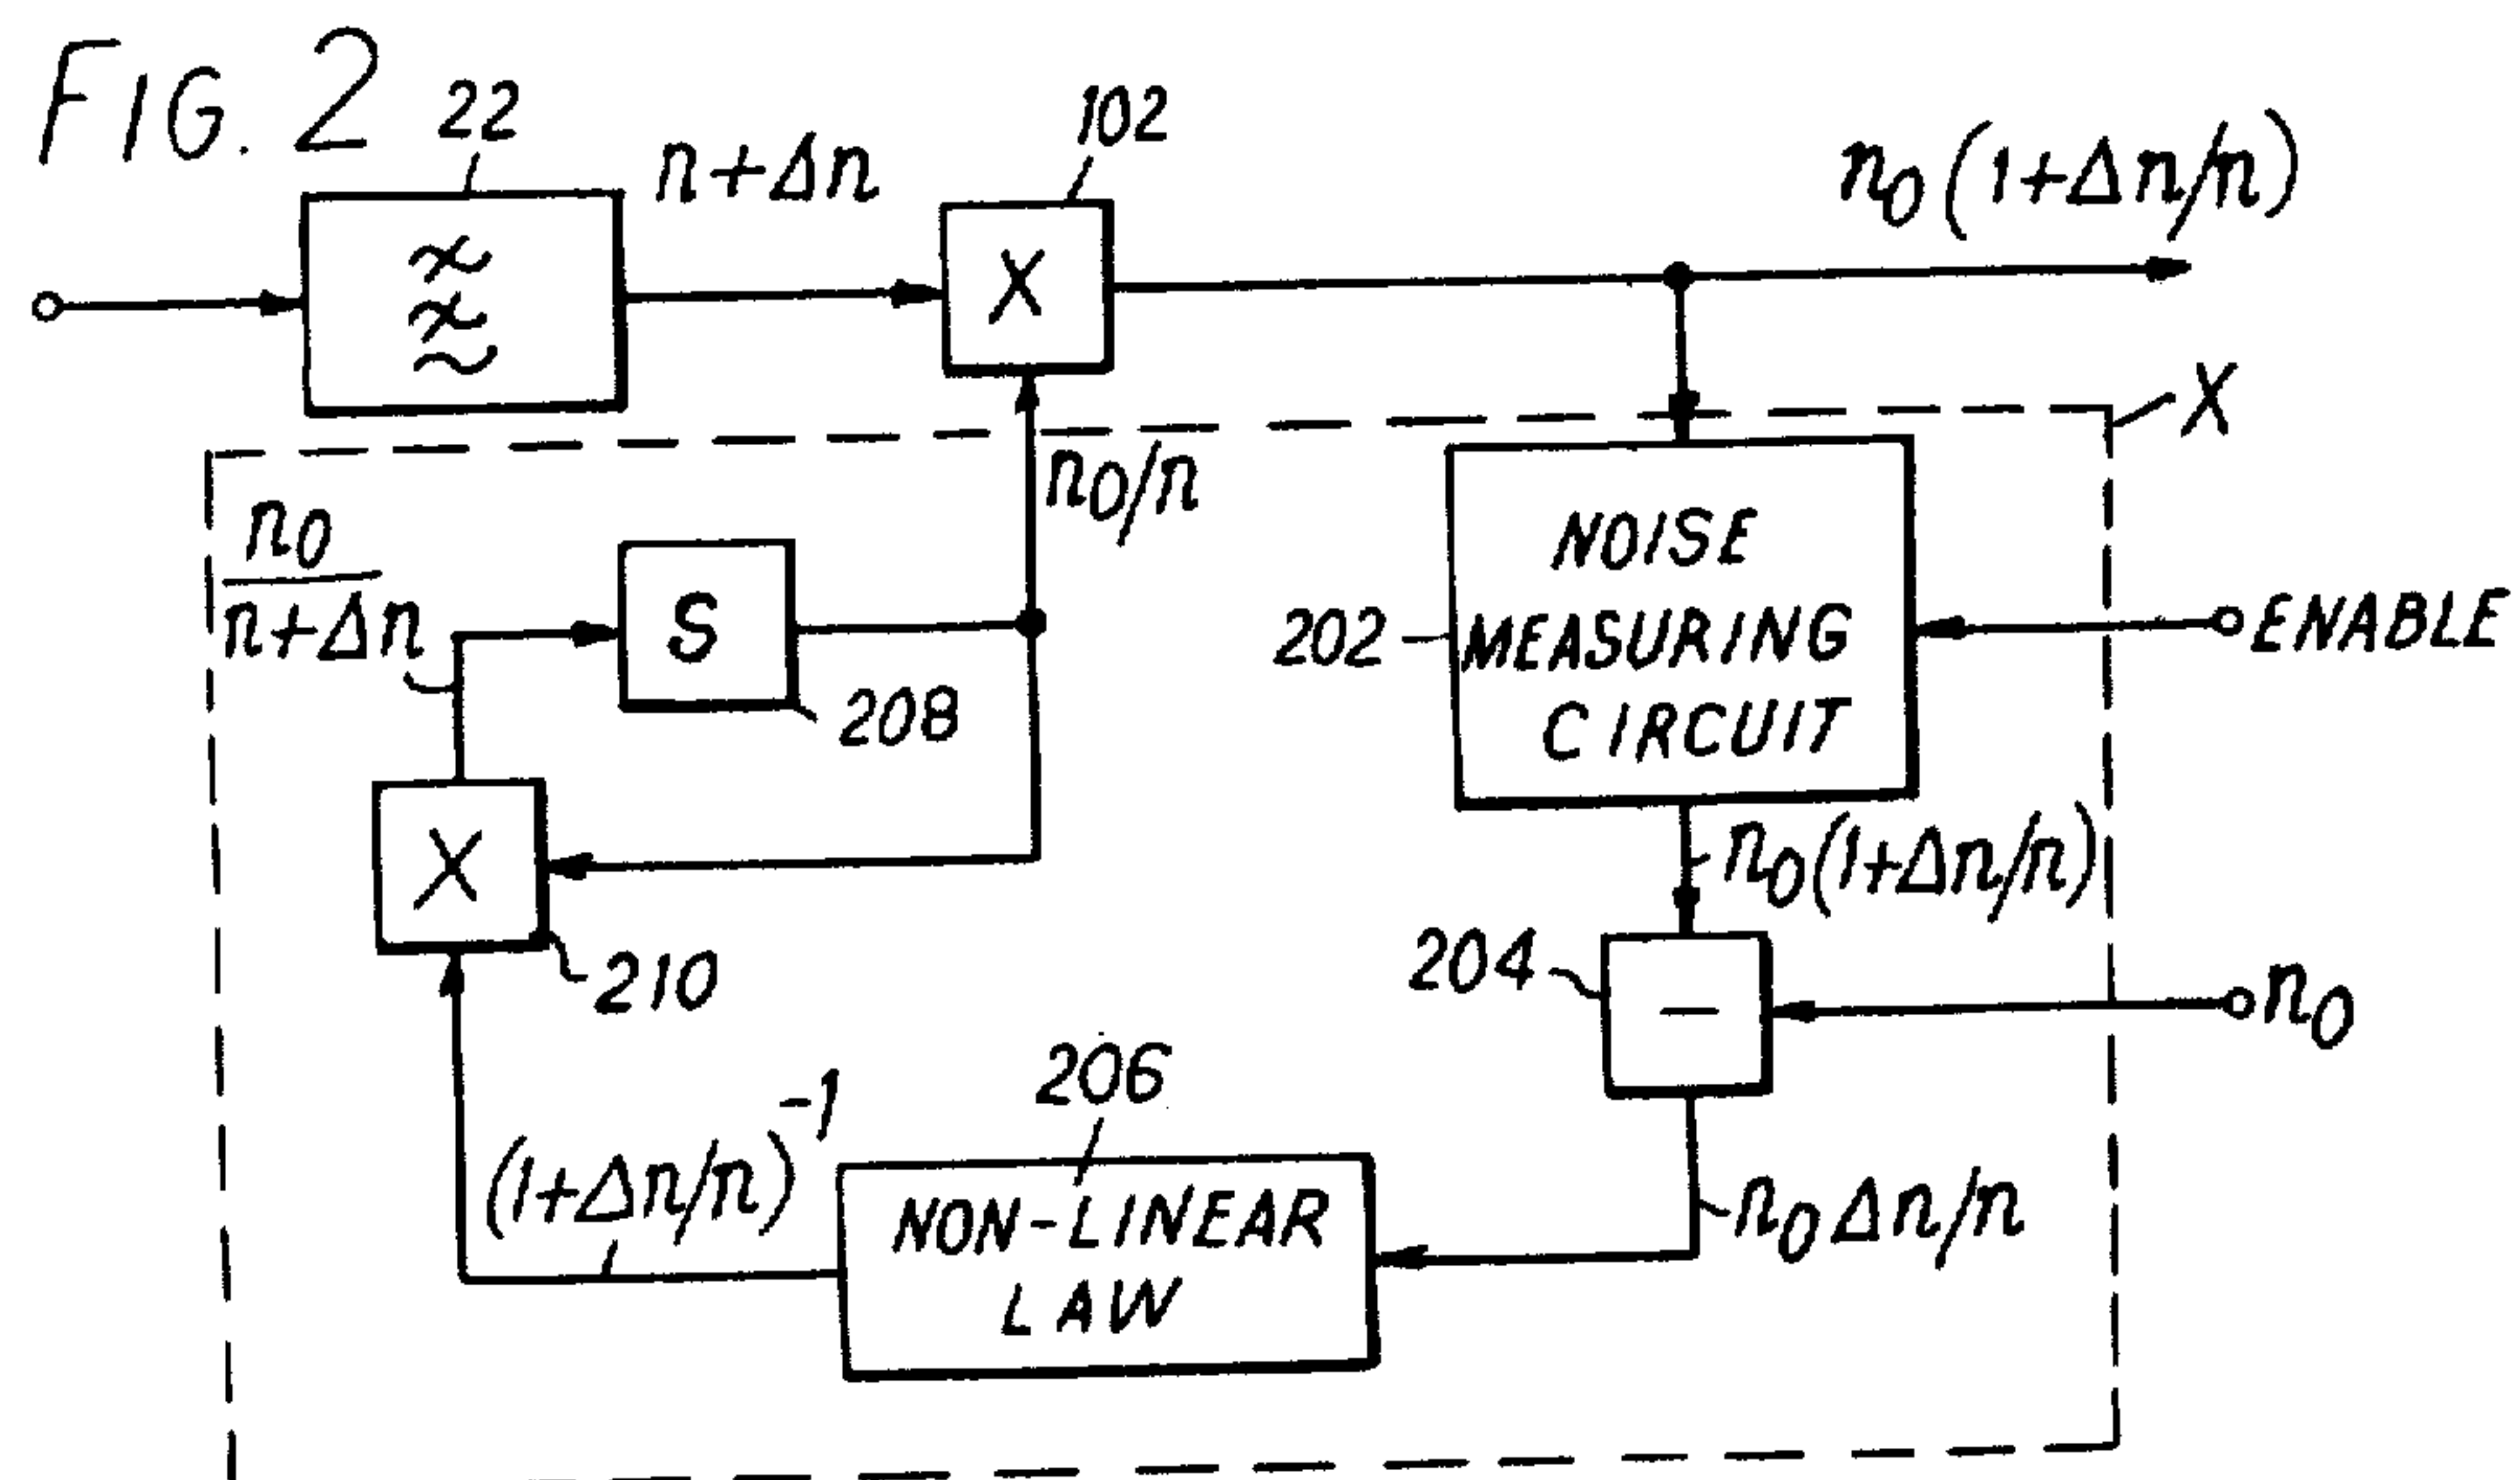 FIG. 2
22
n+Δn
102
X
n0(1+Δn/n)
X
n0/n
n0
n+Δn
S
208
202
NOISE
MEASURING
CIRCUIT
ENABLE
X
210
n0(1+Δn/n)
204
−
n0
206
(1+Δn/n)-1
NON-LINEAR
LAW
n0Δn/n